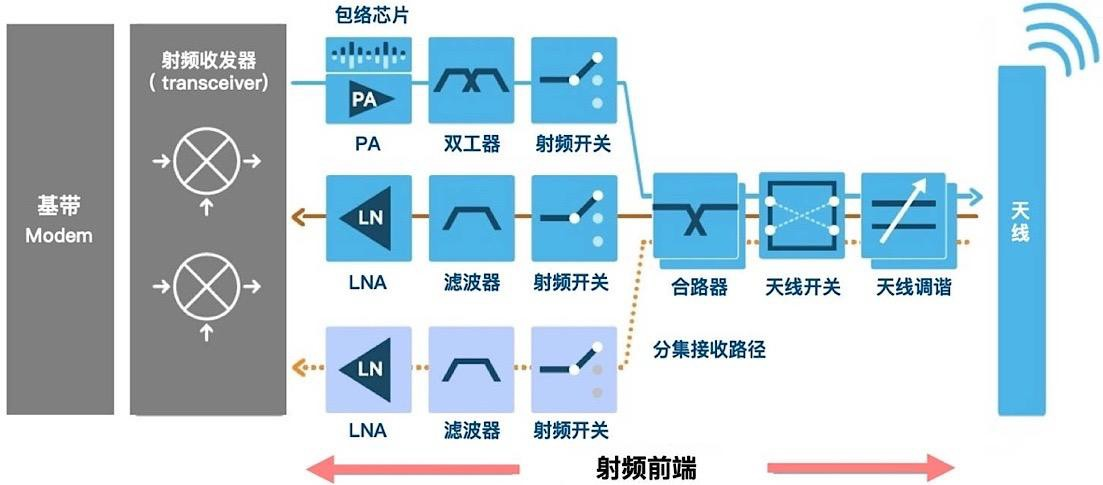 包络芯片
射频收发器
( transceiver)
PA
PA
双工器
射频开关
基带
Modem
LN
LNA
滤波器
射频开关
合路器
天线开关
天线调谐
天线
LN
LNA
滤波器
射频开关
分集接收路径
射频前端